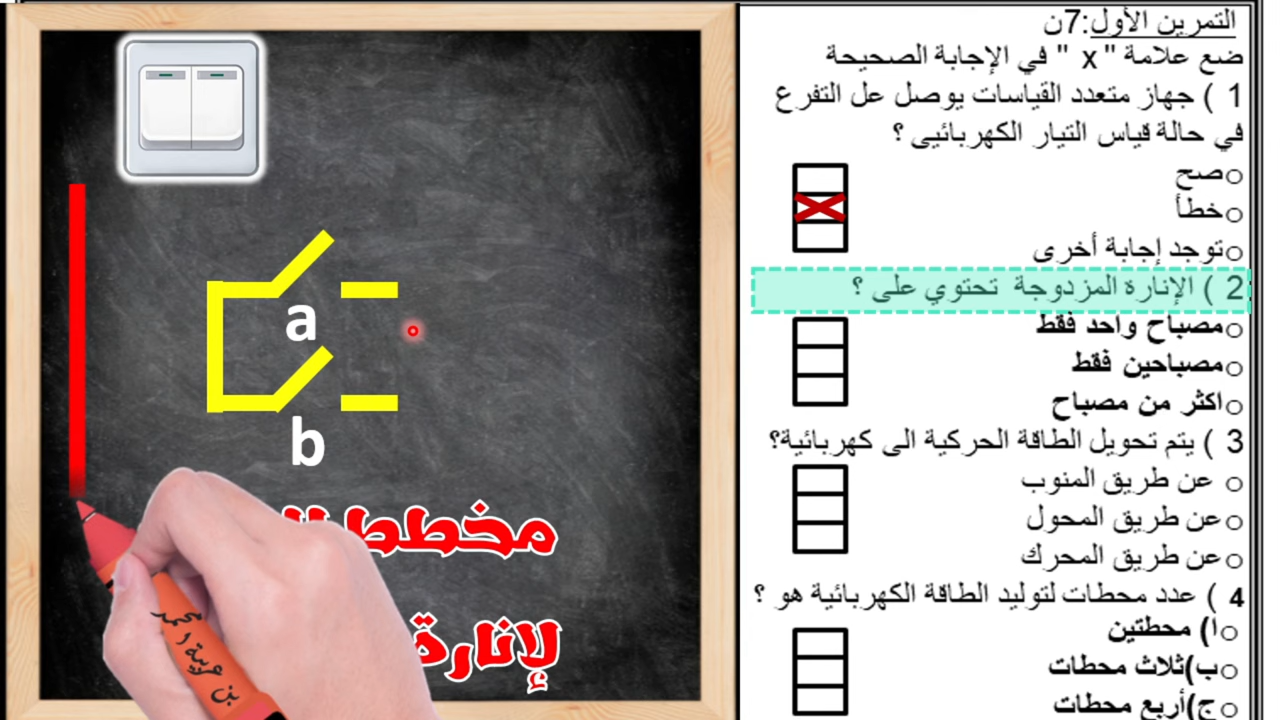 التمرين الأول:7ن
ضع علامة " x " في الإجابة الصحيحة
1 ) جهاز متعدد القياسات يوصل عل التفرع
في حالة قياس التيار الكهربائيى ؟
صح
خطأ
توجد إجابة أخرى
2 ) الإنارة المزدوجة تحتوي على ؟
مصباح واحد فقط
مصباحين فقط
اكثر من مصباح
3 ) يتم تحويل الطاقة الحركية الى كهربائية؟
عن طريق المنوب
عن طريق المحول
عن طريق المحرك
4 ) عدد محطات لتوليد الطاقة الكهربائية هو ؟
ا) محطتين
ب)ثلاث محطات
ج)أربع محطات
a
b
مخطط
لإنارة